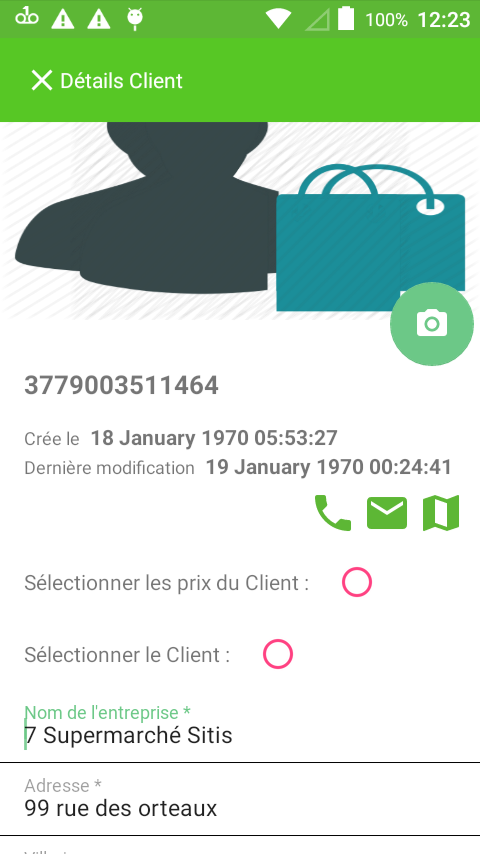 100% 12:23
Détails Client
3779003511464
Crée le 18 January 1970 05:53:27
Dernière modification 19 January 1970 00:24:41
Sélectionner les prix du Client :
Sélectionner le Client :
Nom de l'entreprise *
7 Supermarché Sitis
Adresse *
99 rue des orteaux